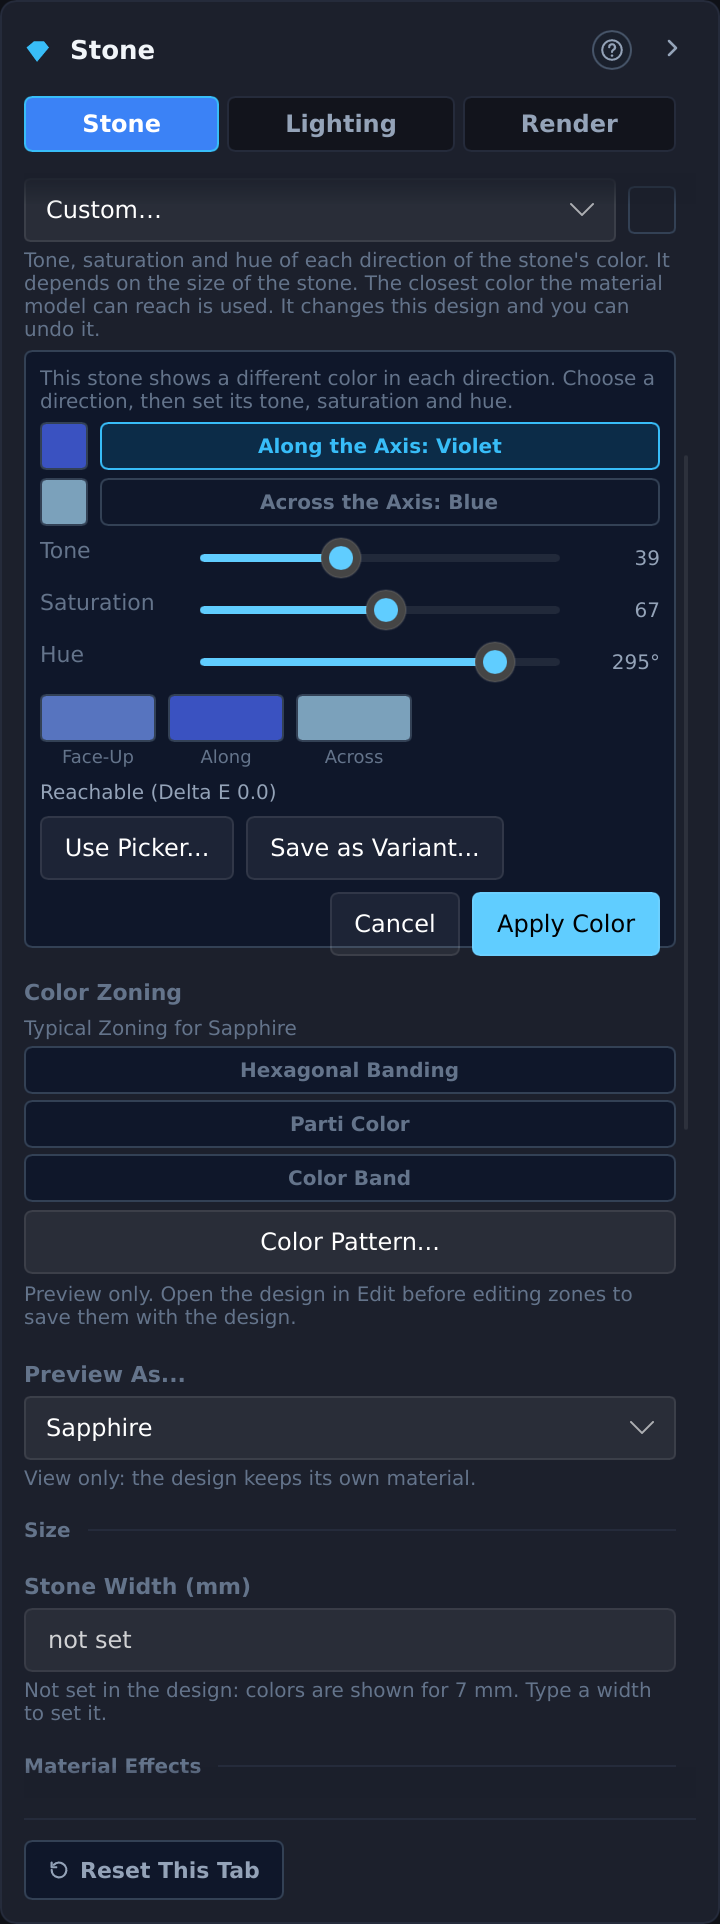 Stone
Stone
Lighting
Render
Custom...
Tone, saturation and hue of each direction of the stone's color. It
depends on the size of the stone. The closest color the material
model can reach is used. It changes this design and you can
undo it.
This stone shows a different color in each direction. Choose a
direction, then set its tone, saturation and hue.
Along the Axis: Violet
Across the Axis: Blue
Tone 39
Saturation 67
Hue 295°
Face-Up Along Across
Reachable (Delta E 0.0)
Use Picker... Save as Variant...
Cancel Apply Color
Color Zoning
Typical Zoning for Sapphire
Hexagonal Banding
Parti Color
Color Band
Color Pattern...
Preview only. Open the design in Edit before editing zones to
save them with the design.
Preview As...
Sapphire
View only: the design keeps its own material.
Size
Stone Width (mm)
not set
Not set in the design: colors are shown for 7 mm. Type a width
to set it.
Material Effects
Reset This Tab